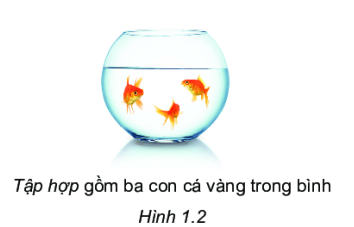 Tập hợp gồm ba con cá vàng trong bình
Hình 1.2